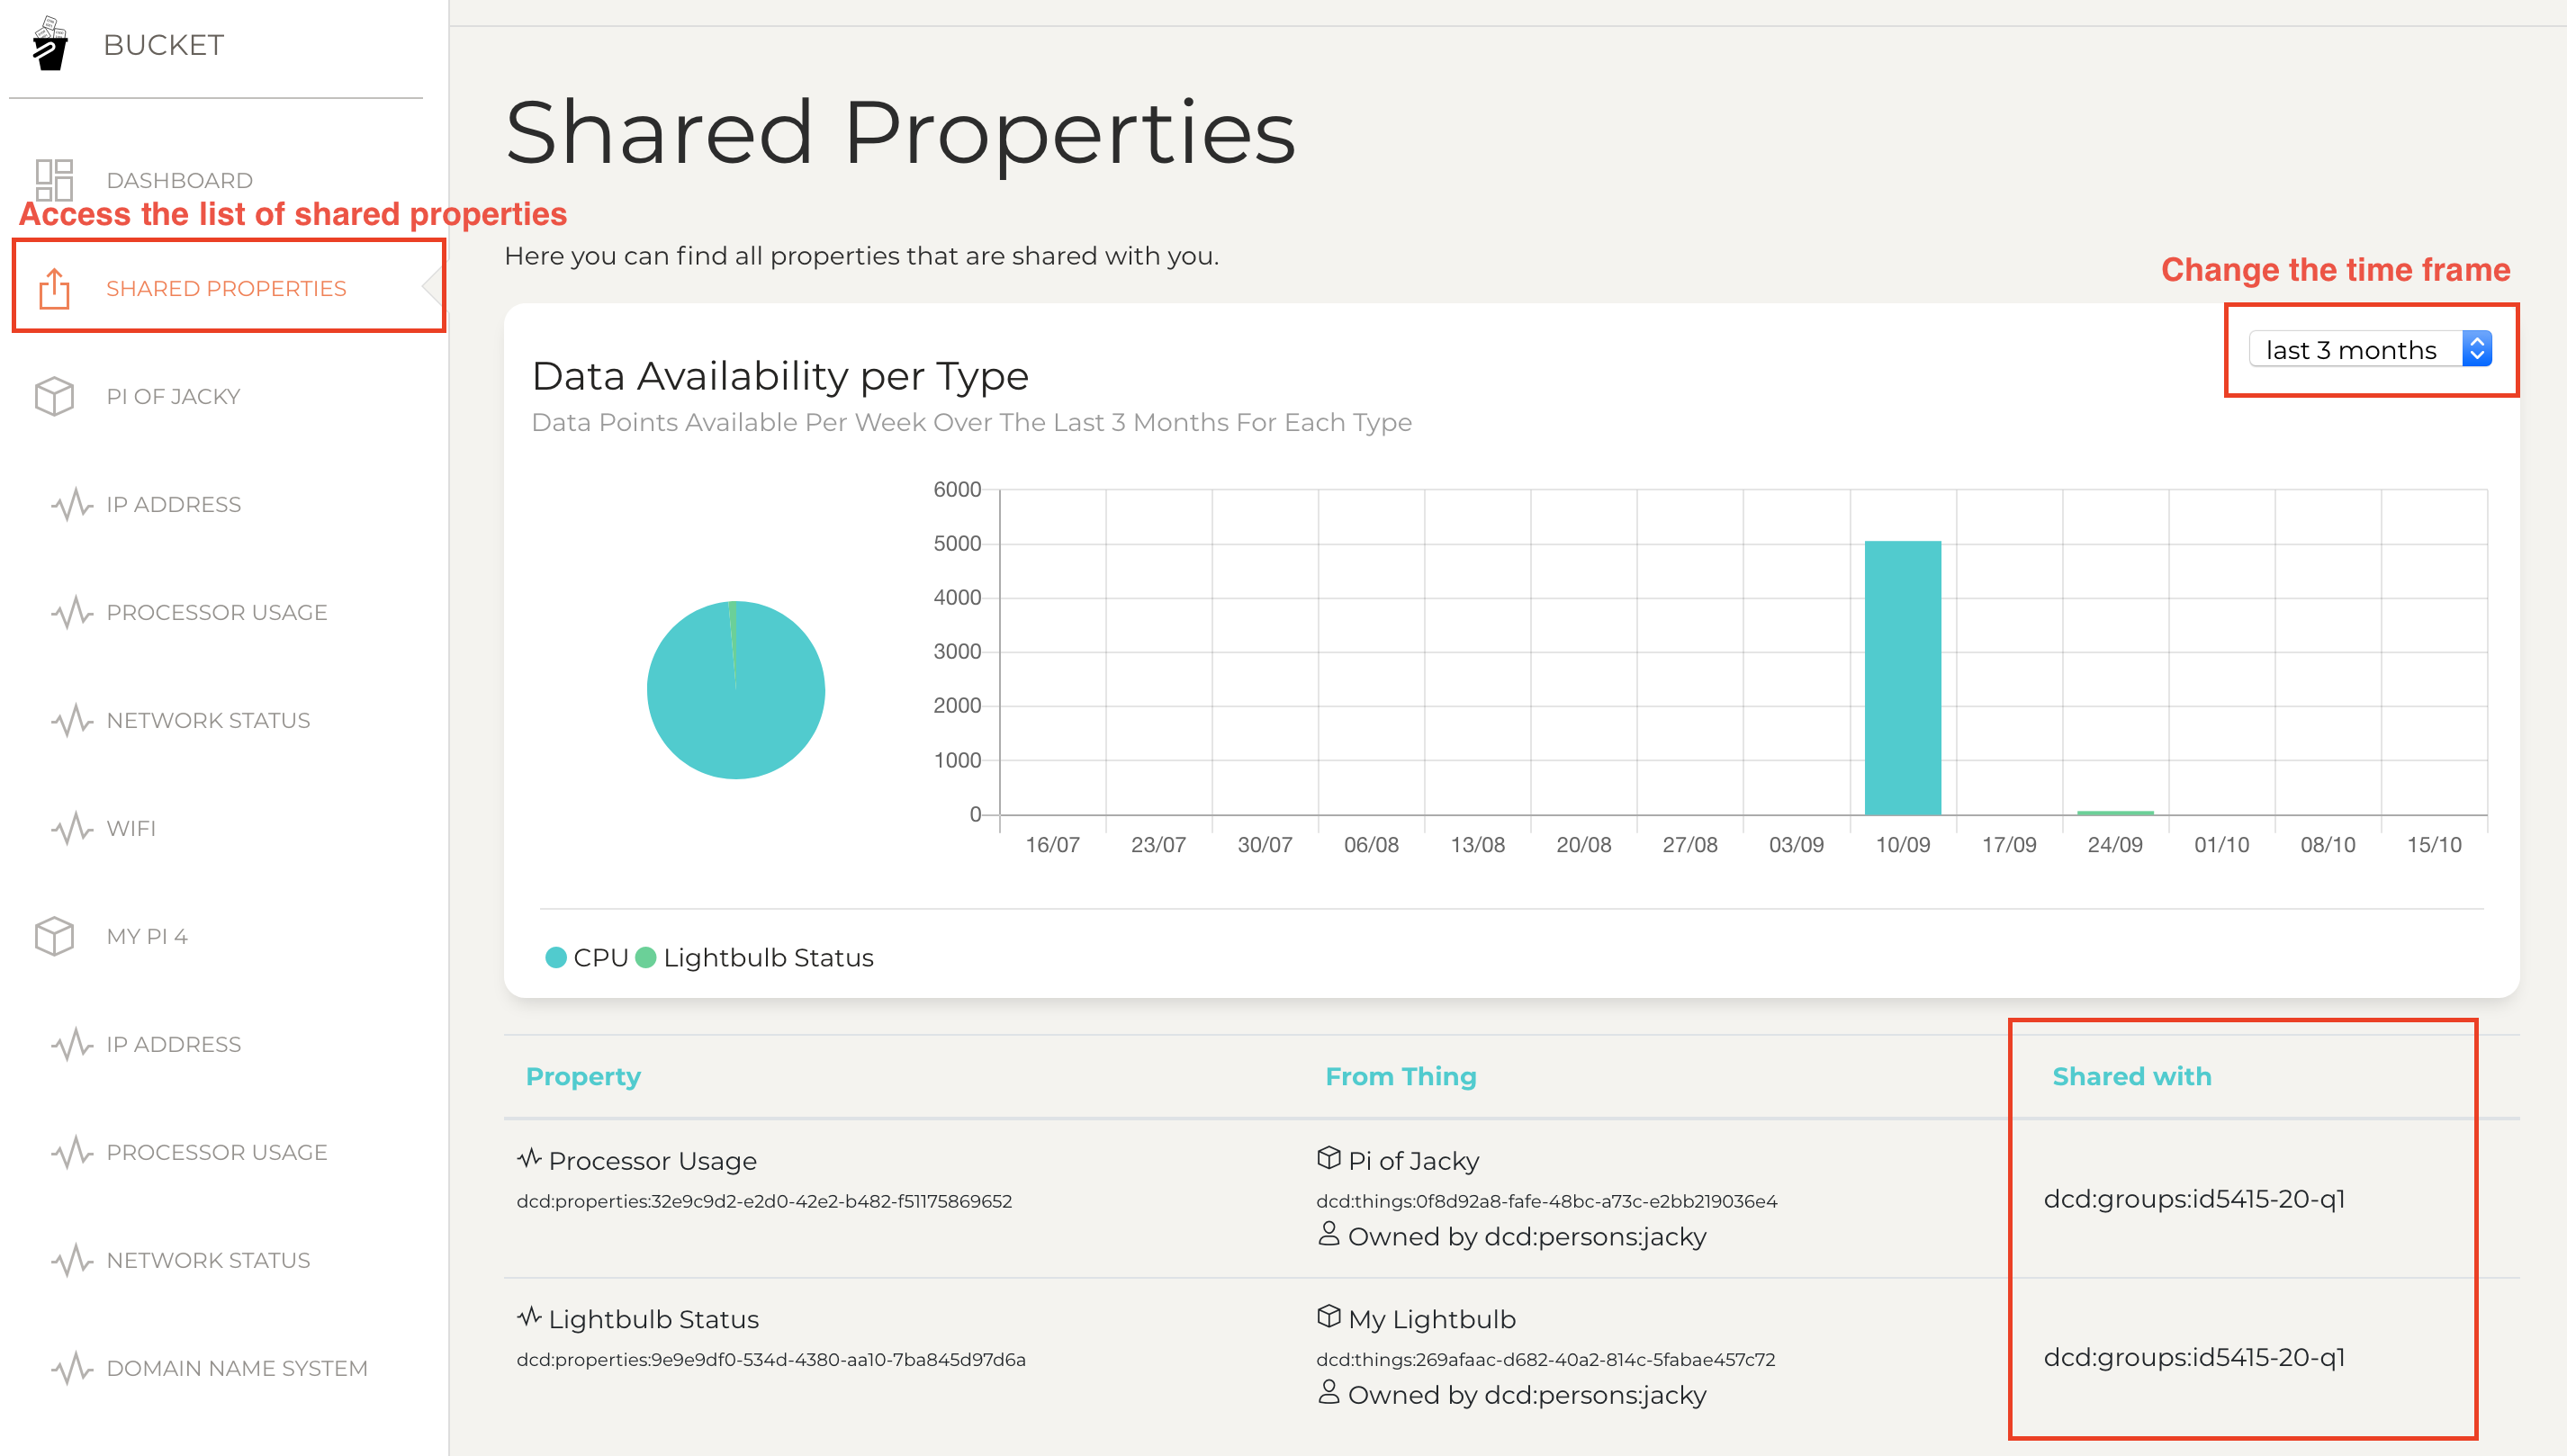 BUCKET
DASHBOARD
Access the list of shared properties
SHARED PROPERTIES
PI OF JACKY
IP ADDRESS
PROCESSOR USAGE
NETWORK STATUS
WIFI
MY PI 4
IP ADDRESS
PROCESSOR USAGE
NETWORK STATUS
DOMAIN NAME SYSTEM
Shared Properties
Here you can find all properties that are shared with you.
Change the time frame
last 3 months
Data Availability per Type
Data Points Available Per Week Over The Last 3 Months For Each Type
6000
5000
4000
3000
2000
1000
0
16/07 23/07 30/07 06/08 13/08 20/08 27/08 03/09 10/09 17/09 24/09 01/10 08/10 15/10
CPU Lightbulb Status
Property From Thing Shared with
Processor Usage
dcd:properties:32e9c9d2-e2d0-42e2-b482-f51175869652
Pi of Jacky
dcd:things:0f8d92a8-fafe-48bc-a73c-e2bb219036e4
Owned by dcd:persons:jacky
dcd:groups:id5415-20-q1
Lightbulb Status
dcd:properties:9e9e9df0-534d-4380-aa10-7ba845d97d6a
My Lightbulb
dcd:things:269afaac-d682-40a2-814c-5fabae457c72
Owned by dcd:persons:jacky
dcd:groups:id5415-20-q1